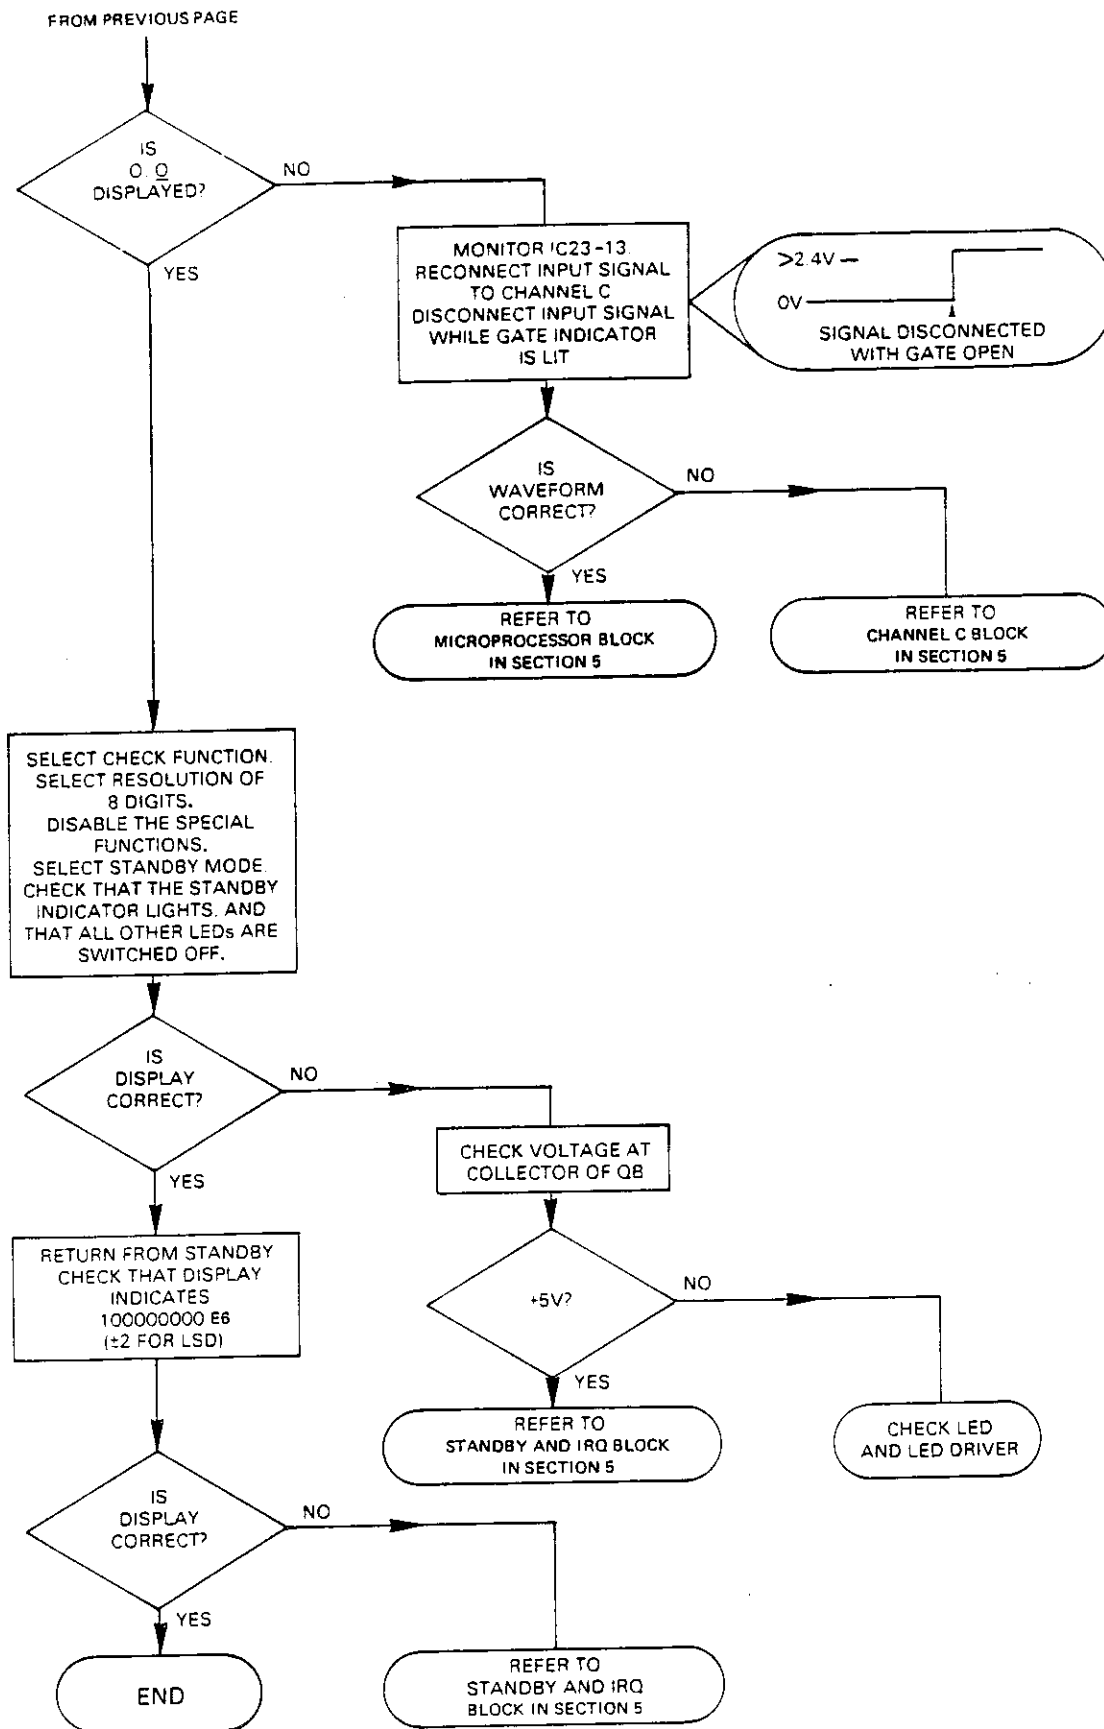 FROM PREVIOUS PAGE
IS
0. 0
DISPLAYED?
NO
YES
MONITOR IC23-13.
RECONNECT INPUT SIGNAL
TO CHANNEL C
DISCONNECT INPUT SIGNAL
WHILE GATE INDICATOR
IS LIT
>2.4V
0V
SIGNAL DISCONNECTED
WITH GATE OPEN
IS
WAVEFORM
CORRECT?
NO
YES
REFER TO
MICROPROCESSOR BLOCK
IN SECTION 5
REFER TO
CHANNEL C BLOCK
IN SECTION 5
SELECT CHECK FUNCTION.
SELECT RESOLUTION OF
8 DIGITS.
DISABLE THE SPECIAL
FUNCTIONS.
SELECT STANDBY MODE.
CHECK THAT THE STANDBY
INDICATOR LIGHTS. AND
THAT ALL OTHER LEDs ARE
SWITCHED OFF.
IS
DISPLAY
CORRECT?
NO
YES
CHECK VOLTAGE AT
COLLECTOR OF Q8
RETURN FROM STANDBY
CHECK THAT DISPLAY
INDICATES
100000000 E6
(±2 FOR LSD)
+5V?
NO
YES
REFER TO
STANDBY AND IRQ BLOCK
IN SECTION 5
CHECK LED
AND LED DRIVER
IS
DISPLAY
CORRECT?
NO
YES
END
REFER TO
STANDBY AND IRQ
BLOCK IN SECTION 5